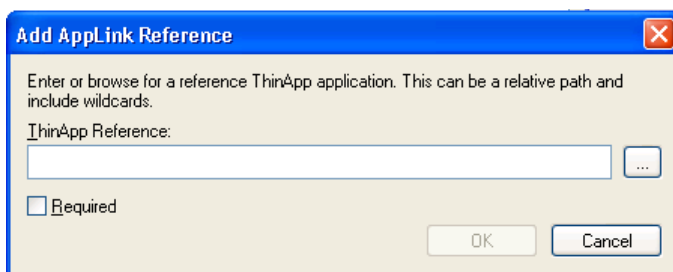 Add AppLink Reference
Enter or browse for a reference ThinApp application. This can be a relative path and
include wildcards.
ThinApp Reference:
...
Required
OK Cancel